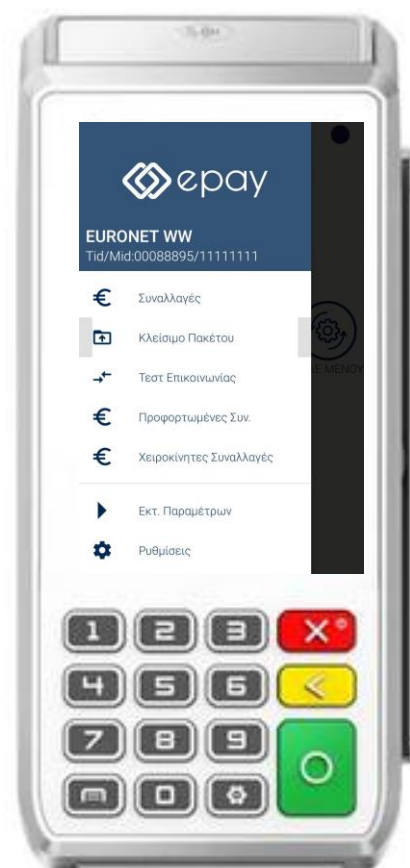 epay
EURONET WW
Tid/Mid:00088895/11111111
Συναλλαγές
Κλείσιμο Πακέτου
Τεστ Επικοινωνίας
ΜΕΝΟΥ
Προφορτωμένες Συν.
Χειροκίνητες Συναλλαγές
Εκτ. Παραμέτρων
Ρυθμίσεις
1 2 3
4 5 6
7 8 9
0